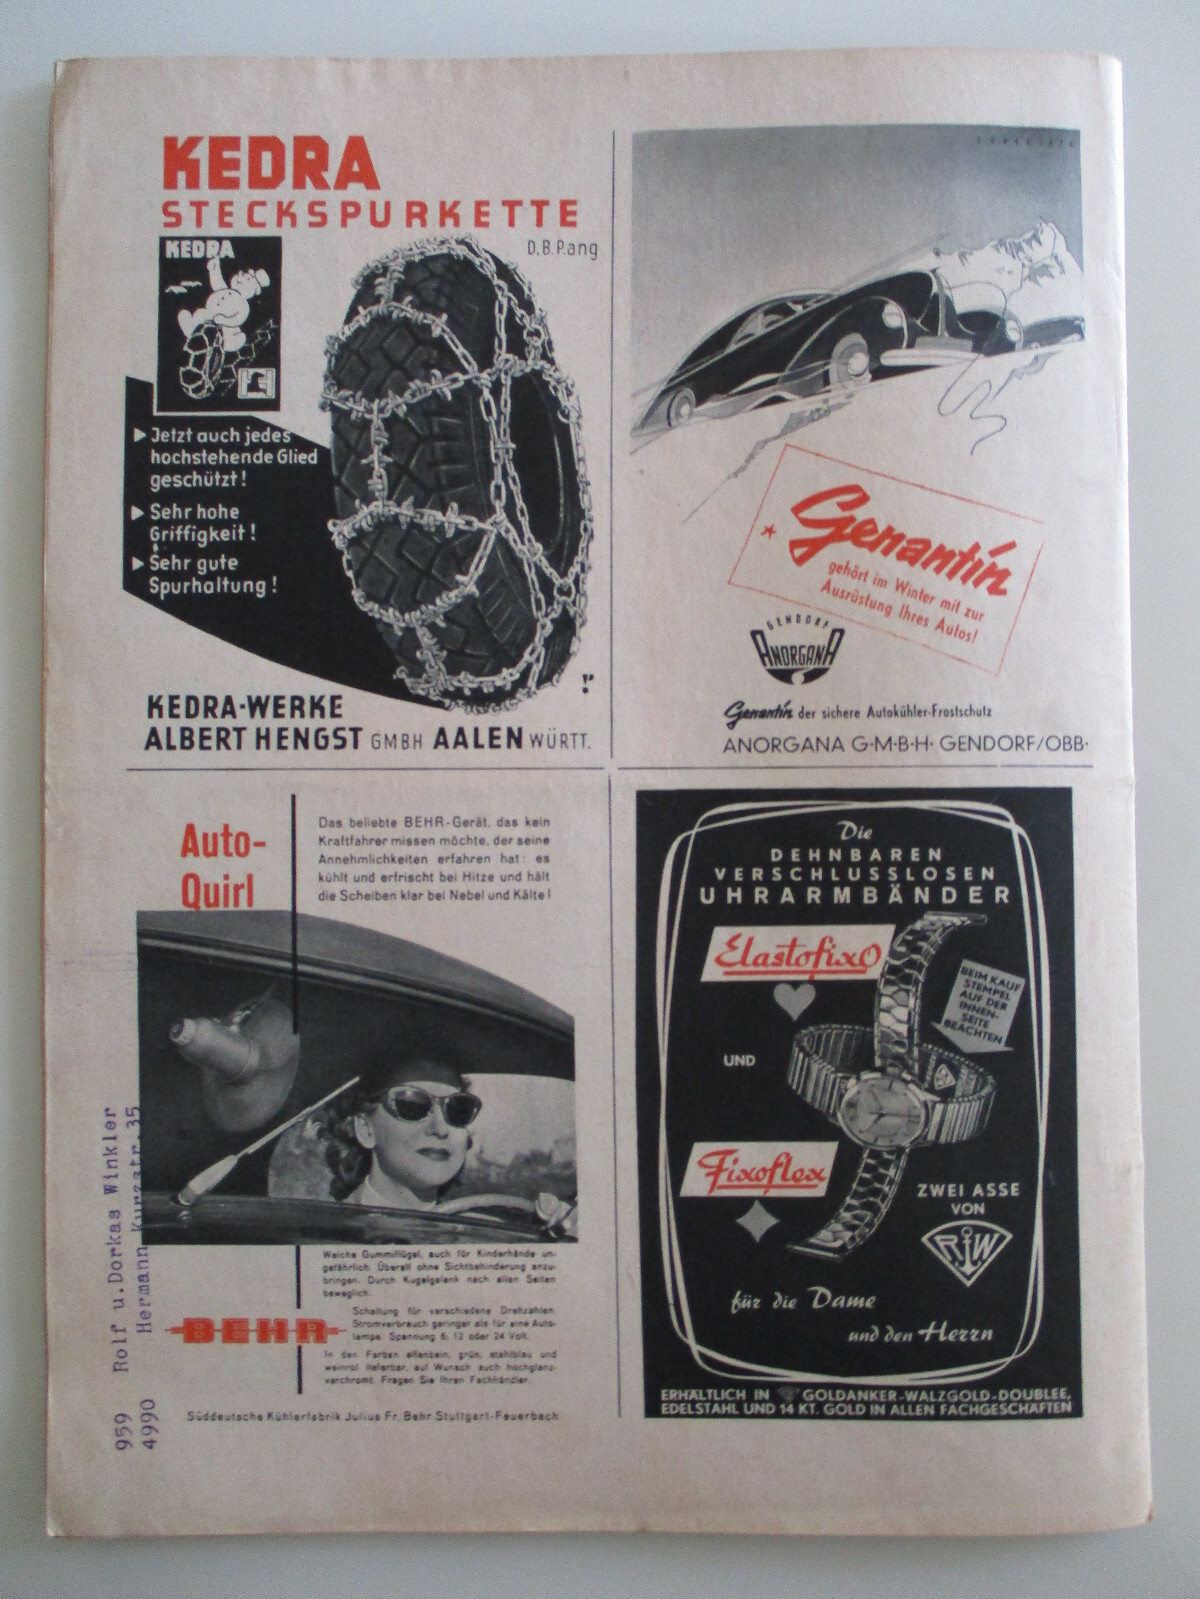 KEDRA
STECKSPURKETTE
D.B.P.ang
KEDRA
Jetzt auch jedes
hochstehende Glied
geschützt!
Sehr hohe
Griffigkeit!
Sehr gute
Spurhaltung!
KEDRA-WERKE
ALBERT HENGST GMBH AALEN WÜRTT.
Genantin
gehört im Winter mit zur
Ausrüstung Ihres Autos!
GENDORF
ANORGANA
Genantin der sichere Autokühler-Frostschutz
ANORGANA G·M·B·H· GENDORF/OBB·
Auto-
Quirl
Das beliebte BEHR-Gerät, das kein
Kraftfahrer missen möchte, der seine
Annehmlichkeiten erfahren hat: es
kühlt und erfrischt bei Hitze und hält
die Scheiben klar bei Nebel und Kälte!
Weiche Gummiflügel, auch für Kinderhände un-
gefährlich. Überall ohne Sichtbehinderung anzu-
bringen. Durch Kugelgelenk nach allen Seiten
beweglich.
Schaltung für verschiedene Drehzahlen.
Stromverbrauch geringer als für eine Auto-
lampe. Spannung 6, 12 oder 24 Volt.
BEHR
In den Farben elfenbein, grün, stahlblau und
weinrot lieferbar, auf Wunsch auch hochglanz-
verchromt. Fragen Sie Ihren Fachhändler.
Süddeutsche Kühlerfabrik Julius Fr. Behr Stuttgart-Feuerbach
959 Rolf u.Dorkas Winkler
4990 Hermann Kurzstr.35
Die
DEHNBAREN
VERSCHLUSSLOSEN
UHRARMBÄNDER
Elastofixo
BEIM KAUF
STEMPEL
AUF DER
INNEN-
SEITE
BEACHTEN
UND
Fixoflex
ZWEI ASSE
VON
RW
für die Dame
und den Herrn
ERHÄLTLICH IN GOLDANKER-WALZGOLD-DOUBLEE,
EDELSTAHL UND 14 KT. GOLD IN ALLEN FACHGESCHÄFTEN